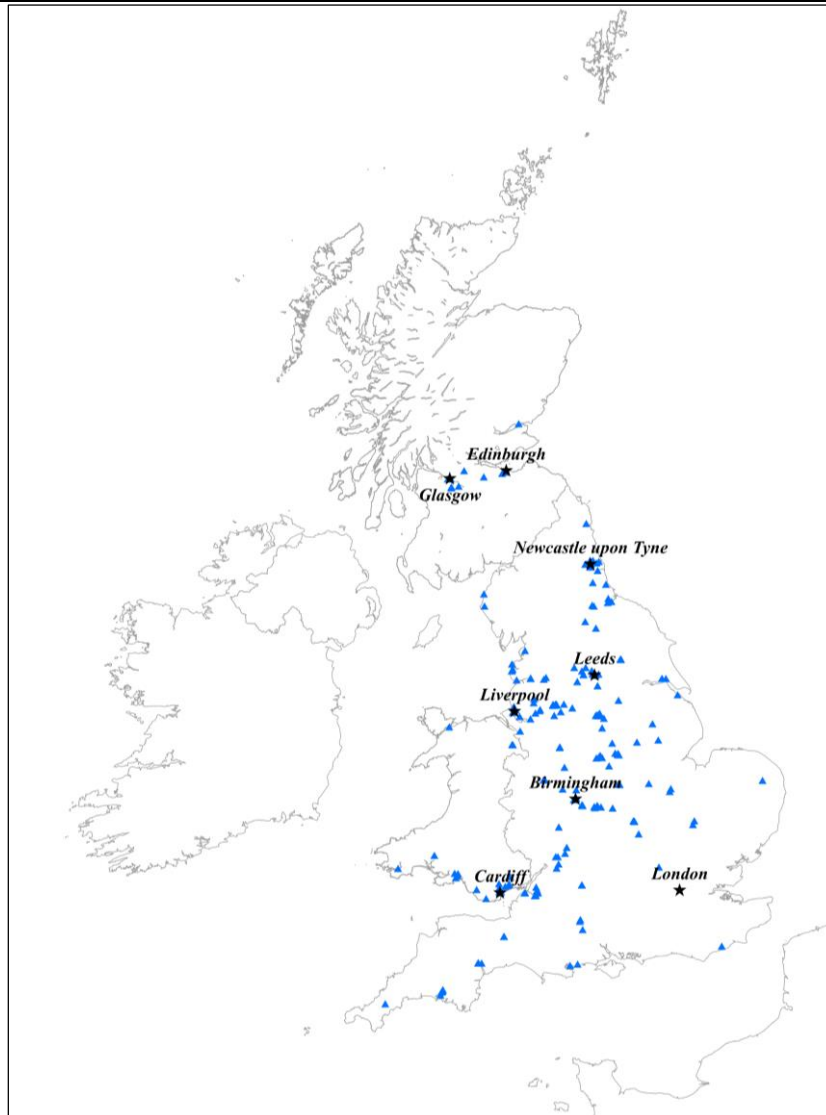 Edinburgh
Glasgow
Newcastle upon Tyne
Leeds
Liverpool
Birmingham
Cardiff
London